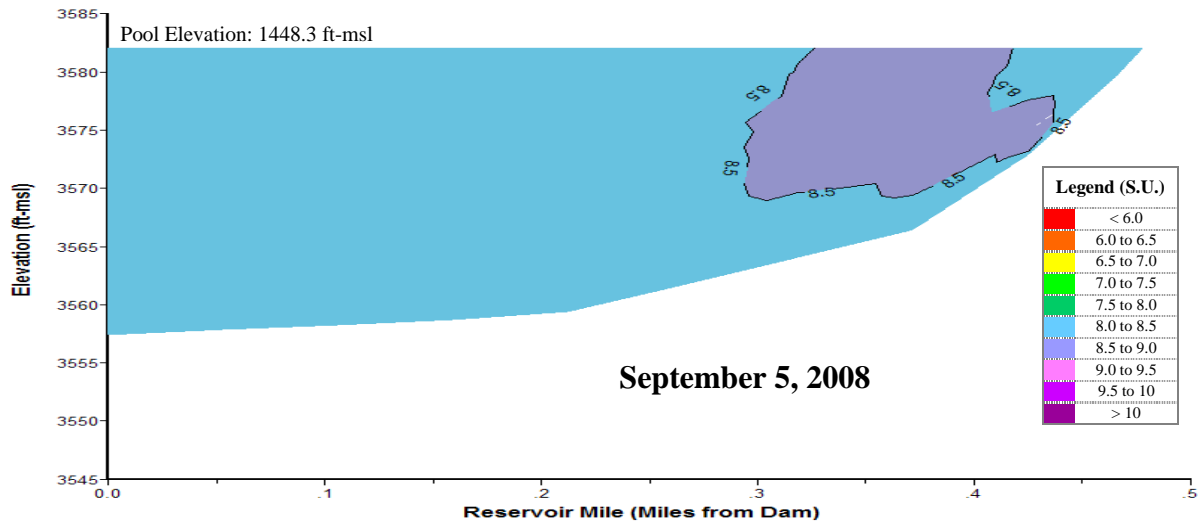 3585
Pool Elevation: 1448.3 ft-msl
3580
3575
3570
3565
3560
3555
3550
3545
Elevation (ft-msl)
8.5
8.5
8.5
8.5
8.5
8.5
Legend (S.U.)
< 6.0
6.0 to 6.5
6.5 to 7.0
7.0 to 7.5
7.5 to 8.0
8.0 to 8.5
8.5 to 9.0
9.0 to 9.5
9.5 to 10
> 10
September 5, 2008
0.0 .1 .2 .3 .4 .5
Reservoir Mile (Miles from Dam)